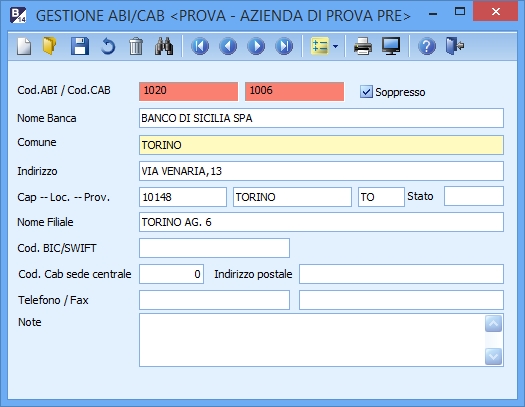 B
14
GESTIONE ABI/CAB <PROVA - AZIENDA DI PROVA PRE>
Cod.ABI / Cod.CAB 1020 1006 Soppresso
Nome Banca BANCO DI SICILIA SPA
Comune TORINO
Indirizzo VIA VENARIA,13
Cap -- Loc. -- Prov. 10148 TORINO TO Stato
Nome Filiale TORINO AG. 6
Cod. BIC/SWIFT
Cod. Cab sede centrale 0 Indirizzo postale
Telefono / Fax
Note